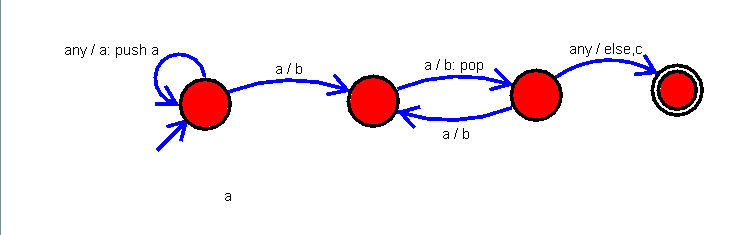 any / a: push a
a / b
a / b: pop
any / else,c
a / b
a